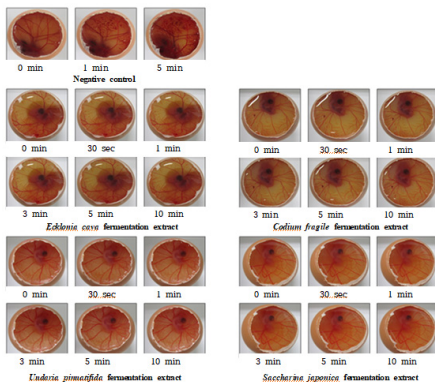 0 min 1 min 5 min
Negative control
0 min 30 sec 1 min
3 min 5 min 10 min
Ecklonia cava fermentation extract
0 min 30 sec 1 min
3 min 5 min 10 min
Codium fragile fermentation extract
0 min 30 sec 1 min
3 min 5 min 10 min
Undaria pinnarifida fermentation extract
0 min 30 sec 1 min
3 min 5 min 10 min
Saccharina japonica fermentation extract